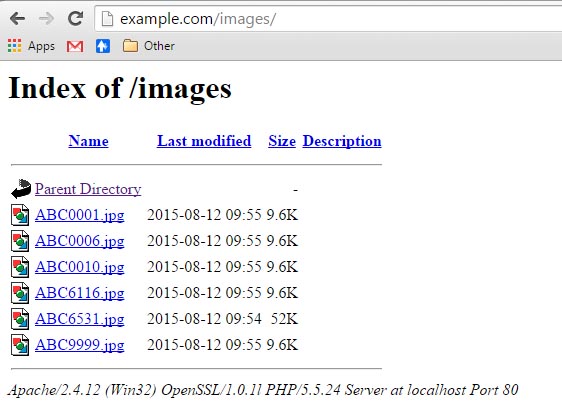 example.com/images/
Apps Other
Index of /images
Name Last modified Size Description
Parent Directory -
ABC0001.jpg 2015-08-12 09:55 9.6K
ABC0006.jpg 2015-08-12 09:55 9.6K
ABC0010.jpg 2015-08-12 09:55 9.6K
ABC6116.jpg 2015-08-12 09:55 9.6K
ABC6531.jpg 2015-08-12 09:54 52K
ABC9999.jpg 2015-08-12 09:55 9.6K
Apache/2.4.12 (Win32) OpenSSL/1.0.1l PHP/5.5.24 Server at localhost Port 80